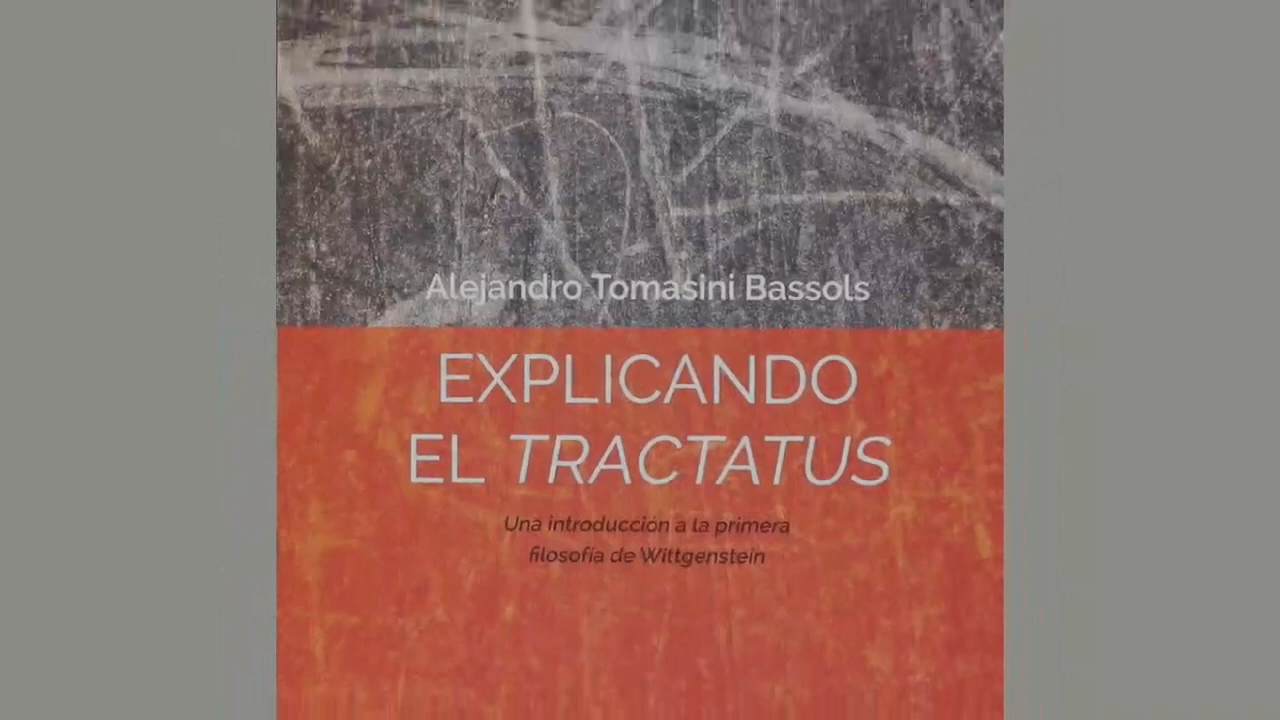 Alejandro Tomasini Bassols
EXPLICANDO
EL TRACTATUS
Una introducción a la primera
filosofía de Wittgenstein